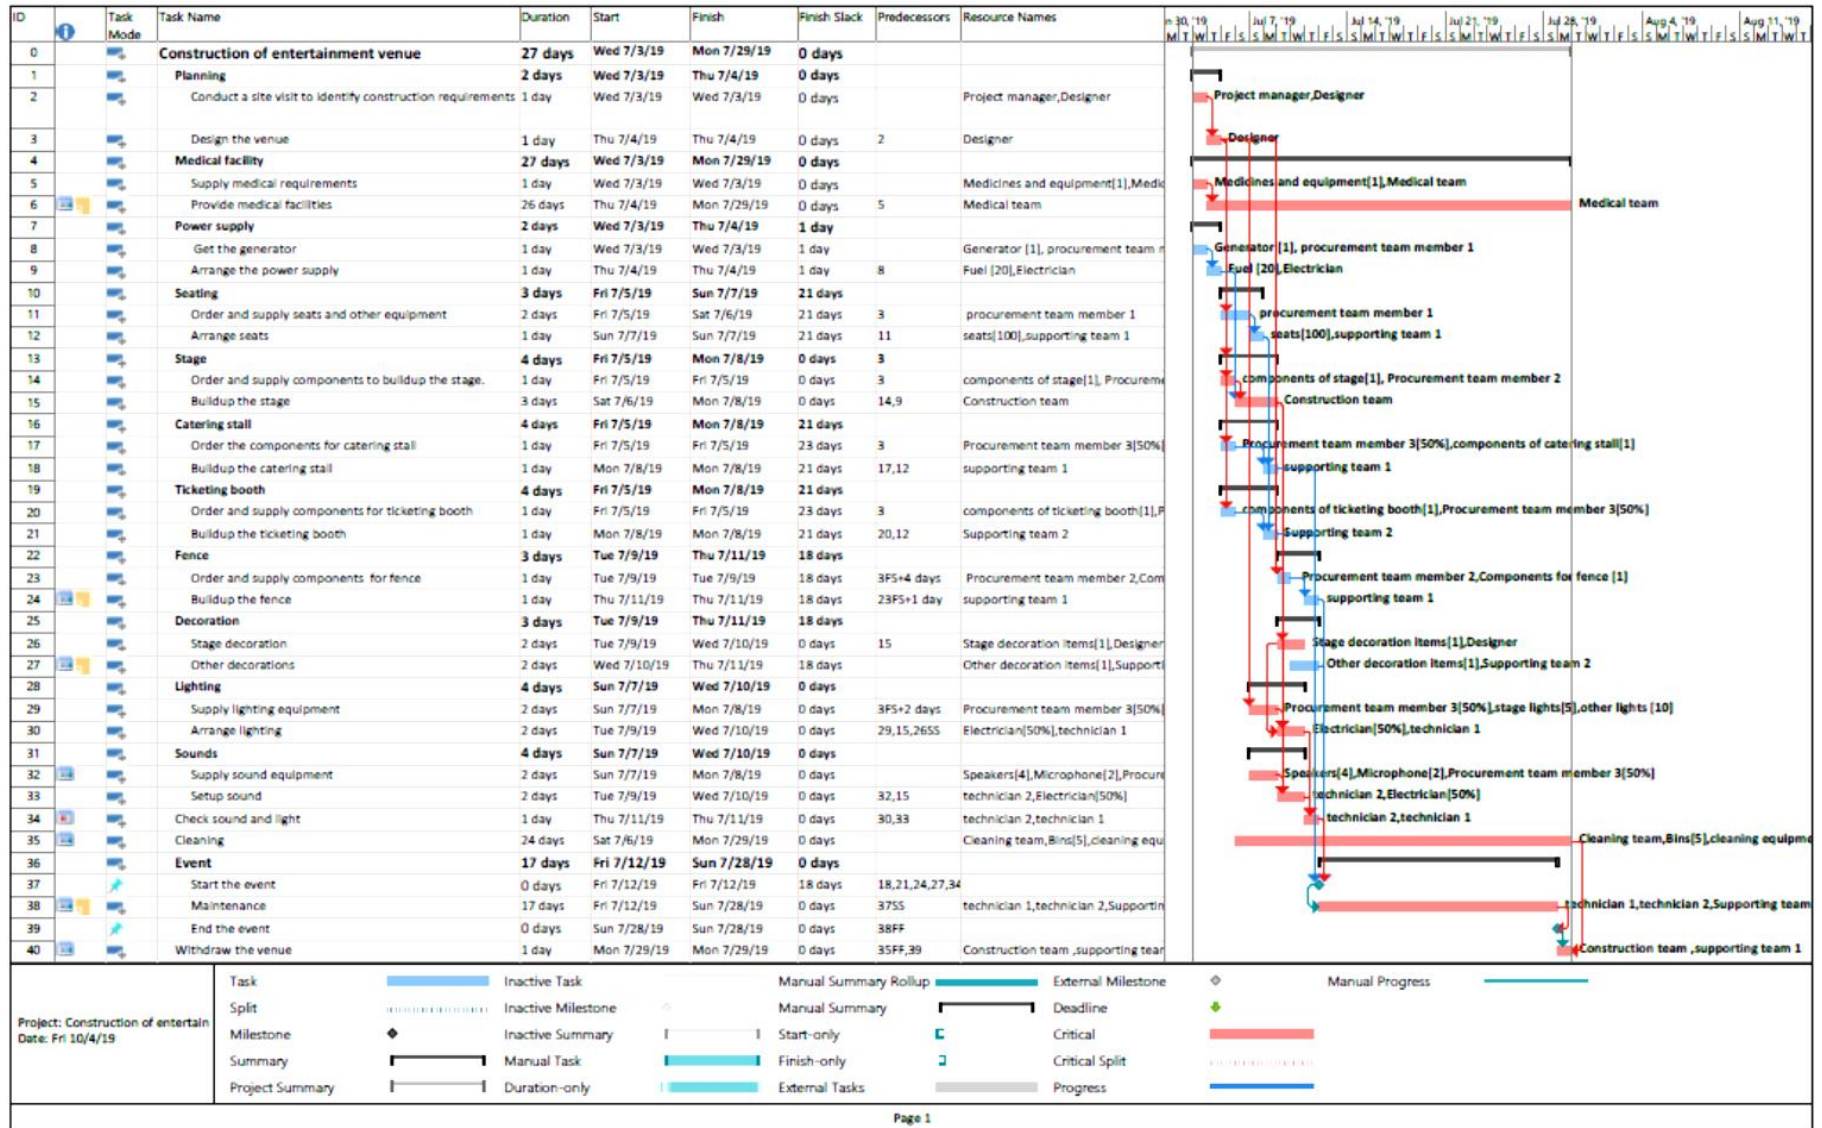 ID Task Mode Task Name Duration Start Finish Finish Slack Predecessors Resource Names n 30, '19 Jul 7, '19 Jul 14, '19 Jul 21, '19 Jul 28, '19 Aug 4, '19 Aug 11, '19
M T W T F S S M T W T F S S M T W T F S S M T W T F S S M T W T F S S M T W T F S S M T W T
0 Construction of entertainment venue 27 days Wed 7/3/19 Mon 7/29/19 0 days
1 Planning 2 days Wed 7/3/19 Thu 7/4/19 0 days
2 Conduct a site visit to identify construction requirements 1 day Wed 7/3/19 Wed 7/3/19 0 days Project manager,Designer Project manager,Designer
3 Design the venue 1 day Thu 7/4/19 Thu 7/4/19 0 days 2 Designer Designer
4 Medical facility 27 days Wed 7/3/19 Mon 7/29/19 0 days
5 Supply medical requirements 1 day Wed 7/3/19 Wed 7/3/19 0 days Medicines and equipment[1],Medic Medicines and equipment[1],Medical team
6 Provide medical facilities 26 days Thu 7/4/19 Mon 7/29/19 0 days 5 Medical team Medical team
7 Power supply 2 days Wed 7/3/19 Thu 7/4/19 1 day
8 Get the generator 1 day Wed 7/3/19 Wed 7/3/19 1 day Generator [1], procurement team m Generator [1], procurement team member 1
9 Arrange the power supply 1 day Thu 7/4/19 Thu 7/4/19 1 day 8 Fuel [20],Electrician Fuel [20],Electrician
10 Seating 3 days Fri 7/5/19 Sun 7/7/19 21 days
11 Order and supply seats and other equipment 2 days Fri 7/5/19 Sat 7/6/19 21 days 3 procurement team member 1 procurement team member 1
12 Arrange seats 1 day Sun 7/7/19 Sun 7/7/19 21 days 11 seats[100],supporting team 1 seats[100],supporting team 1
13 Stage 4 days Fri 7/5/19 Mon 7/8/19 0 days 3
14 Order and supply components to buildup the stage. 1 day Fri 7/5/19 Fri 7/5/19 0 days 3 components of stage[1], Procureme components of stage[1], Procurement team member 2
15 Buildup the stage 3 days Sat 7/6/19 Mon 7/8/19 0 days 14,9 Construction team Construction team
16 Catering stall 4 days Fri 7/5/19 Mon 7/8/19 21 days
17 Order the components for catering stall 1 day Fri 7/5/19 Fri 7/5/19 23 days 3 Procurement team member 3[50%] Procurement team member 3[50%],components of catering stall[1]
18 Buildup the catering stall 1 day Mon 7/8/19 Mon 7/8/19 21 days 17,12 supporting team 1 supporting team 1
19 Ticketing booth 4 days Fri 7/5/19 Mon 7/8/19 21 days
20 Order and supply components for ticketing booth 1 day Fri 7/5/19 Fri 7/5/19 23 days 3 components of ticketing booth[1],P components of ticketing booth[1],Procurement team member 3[50%]
21 Buildup the ticketing booth 1 day Mon 7/8/19 Mon 7/8/19 21 days 20,12 Supporting team 2 Supporting team 2
22 Fence 3 days Tue 7/9/19 Thu 7/11/19 18 days
23 Order and supply components for fence 1 day Tue 7/9/19 Tue 7/9/19 18 days 3FS+4 days Procurement team member 2,Com Procurement team member 2,Components for fence [1]
24 Buildup the fence 1 day Thu 7/11/19 Thu 7/11/19 18 days 23FS+1 day supporting team 1 supporting team 1
25 Decoration 3 days Tue 7/9/19 Thu 7/11/19 18 days
26 Stage decoration 2 days Tue 7/9/19 Wed 7/10/19 0 days 15 Stage decoration items[1],Designer Stage decoration items[1],Designer
27 Other decorations 2 days Wed 7/10/19 Thu 7/11/19 18 days Other decoration items[1],Supporti Other decoration items[1],Supporting team 2
28 Lighting 4 days Sun 7/7/19 Wed 7/10/19 0 days
29 Supply lighting equipment 2 days Sun 7/7/19 Mon 7/8/19 0 days 3FS+2 days Procurement team member 3[50%] Procurement team member 3[50%],stage lights[5],other lights [10]
30 Arrange lighting 2 days Tue 7/9/19 Wed 7/10/19 0 days 29,15,26SS Electrician[50%],technician 1 Electrician[50%],technician 1
31 Sounds 4 days Sun 7/7/19 Wed 7/10/19 0 days
32 Supply sound equipment 2 days Sun 7/7/19 Mon 7/8/19 0 days Speakers[4],Microphone[2],Procure Speakers[4],Microphone[2],Procurement team member 3[50%]
33 Setup sound 2 days Tue 7/9/19 Wed 7/10/19 0 days 32,15 technician 2,Electrician[50%] technician 2,Electrician[50%]
34 Check sound and light 1 day Thu 7/11/19 Thu 7/11/19 0 days 30,33 technician 2,technician 1 technician 2,technician 1
35 Cleaning 24 days Sat 7/6/19 Mon 7/29/19 0 days Cleaning team,Bins[5],cleaning equ Cleaning team,Bins[5],cleaning equipme
36 Event 17 days Fri 7/12/19 Sun 7/28/19 0 days
37 Start the event 0 days Fri 7/12/19 Fri 7/12/19 18 days 18,21,24,27,34
38 Maintenance 17 days Fri 7/12/19 Sun 7/28/19 0 days 37SS technician 1,technician 2,Supportin technician 1,technician 2,Supporting team
39 End the event 0 days Sun 7/28/19 Sun 7/28/19 0 days 38FF
40 Withdraw the venue 1 day Mon 7/29/19 Mon 7/29/19 0 days 35FF,39 Construction team ,supporting tear Construction team ,supporting team 1
Project: Construction of entertain
Date: Fri 10/4/19
Task Inactive Task Manual Summary Rollup External Milestone Manual Progress
Split Inactive Milestone Manual Summary Deadline
Milestone Inactive Summary Start-only Critical
Summary Manual Task Finish-only Critical Split
Project Summary Duration-only External Tasks Progress
Page 1